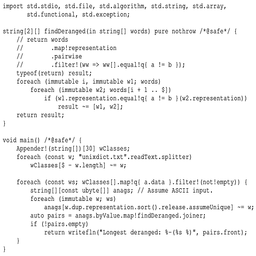 import std.stdio, std.file, std.algorithm, std.string, std.array,
       std.functional, std.exception;

string[2][] findDeranged(in string[] words) pure nothrow /*@safe*/ {
    // return words
    //        .map!representation
    //        .pairwise
    //        .filter!(ww => ww[].equal!q{ a != b });
    typeof(return) result;
    foreach (immutable i, immutable w1; words)
        foreach (immutable w2; words[i + 1 .. $])
            if (w1.representation.equal!q{ a != b }(w2.representation))
                result ~= [w1, w2];
    return result;
}

void main() /*@safe*/ {
    Appender!(string[])[30] wClasses;
    foreach (const w; "unixdict.txt".readText.splitter)
        wClasses[$ - w.length] ~= w;

    foreach (const ws; wClasses[].map!q{ a.data }.filter!(not!empty)) {
        string[][const ubyte[]] anags; // Assume ASCII input.
        foreach (immutable w; ws)
            anags[w.dup.representation.sort().release.assumeUnique] ~= w;
        auto pairs = anags.byValue.map!findDeranged.joiner;
        if (!pairs.empty)
            return writefln("Longest deranged: %-(%s %)", pairs.front);
    }
}